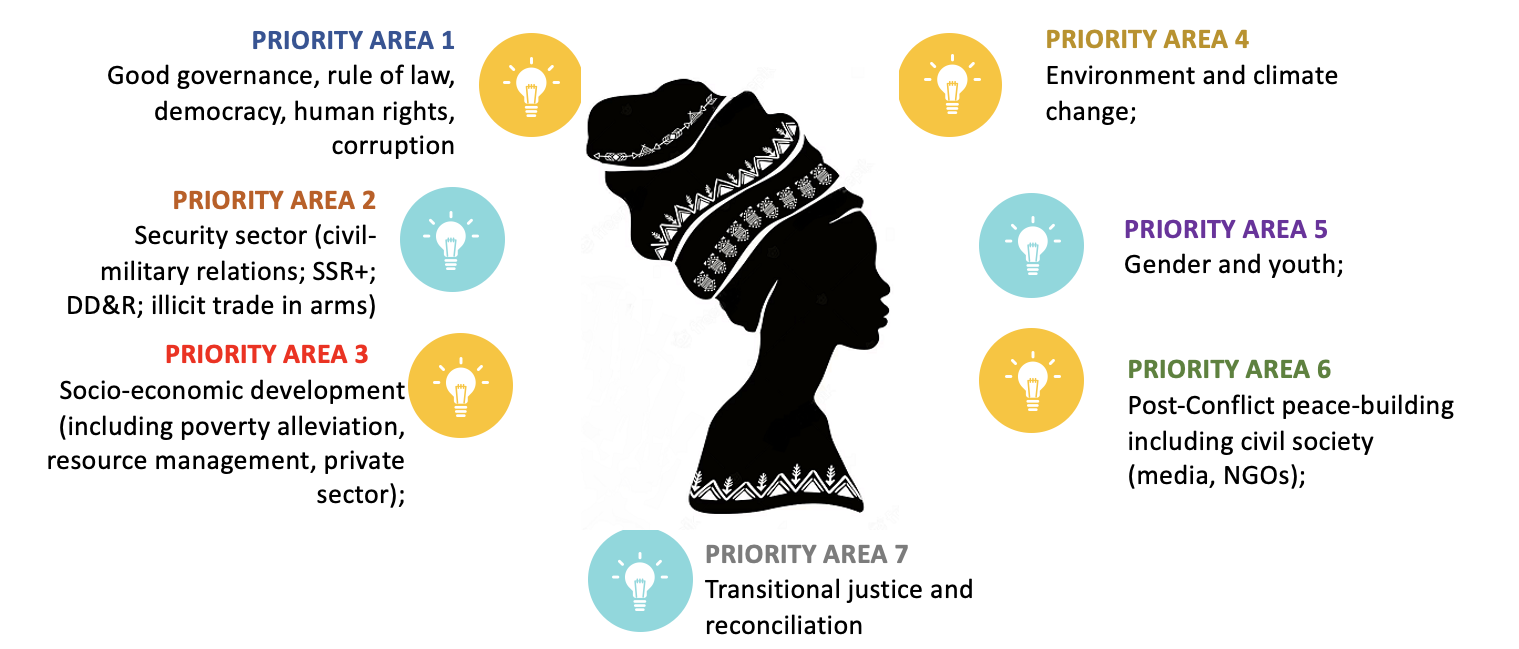 PRIORITY AREA 1
Good governance, rule of law,
democracy, human rights,
corruption
PRIORITY AREA 2
Security sector (civil-
military relations; SSR+;
DD&R; illicit trade in arms)
PRIORITY AREA 3
Socio-economic development
(including poverty alleviation,
resource management, private
sector);
PRIORITY AREA 4
Environment and climate
change;
PRIORITY AREA 5
Gender and youth;
PRIORITY AREA 6
Post-Conflict peace-building
including civil society
(media, NGOs);
PRIORITY AREA 7
Transitional justice and
reconciliation